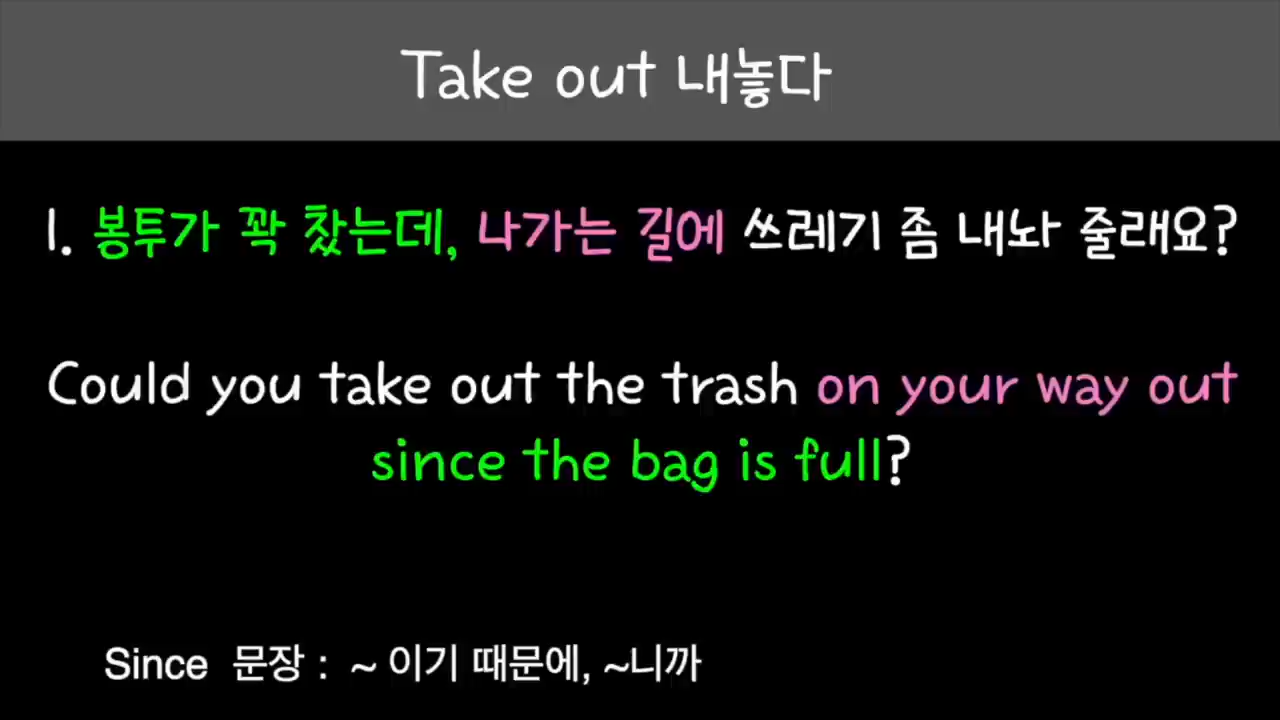 Take out 내놓다
1. 봉투가 꽉 찼는데, 나가는 길에 쓰레기 좀 내놔 줄래요?
Could you take out the trash on your way out
since the bag is full?
Since 문장 : ~ 이기 때문에, ~니까